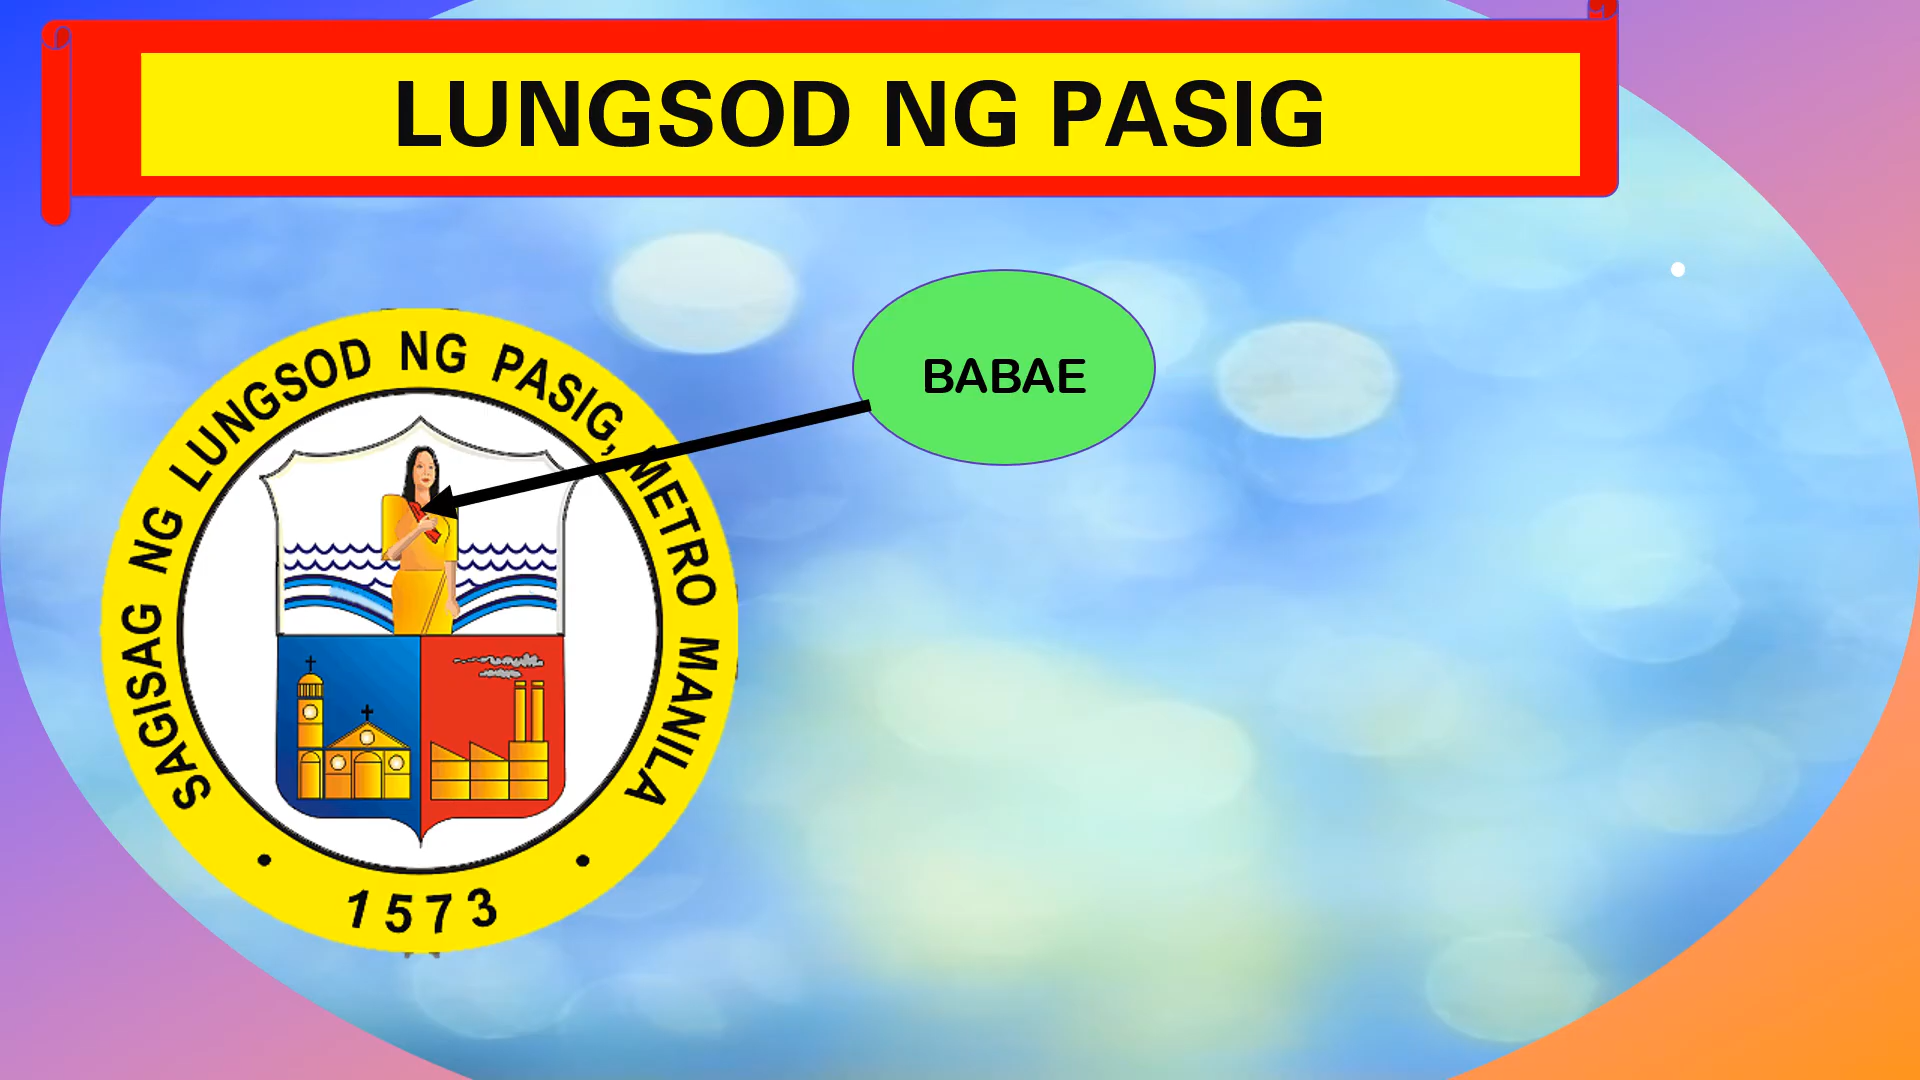 LUNGSOD NG PASIG
BABAE
SAGISAG NG LUNGSOD NG PASIG, METRO MANILA
• 1573 •